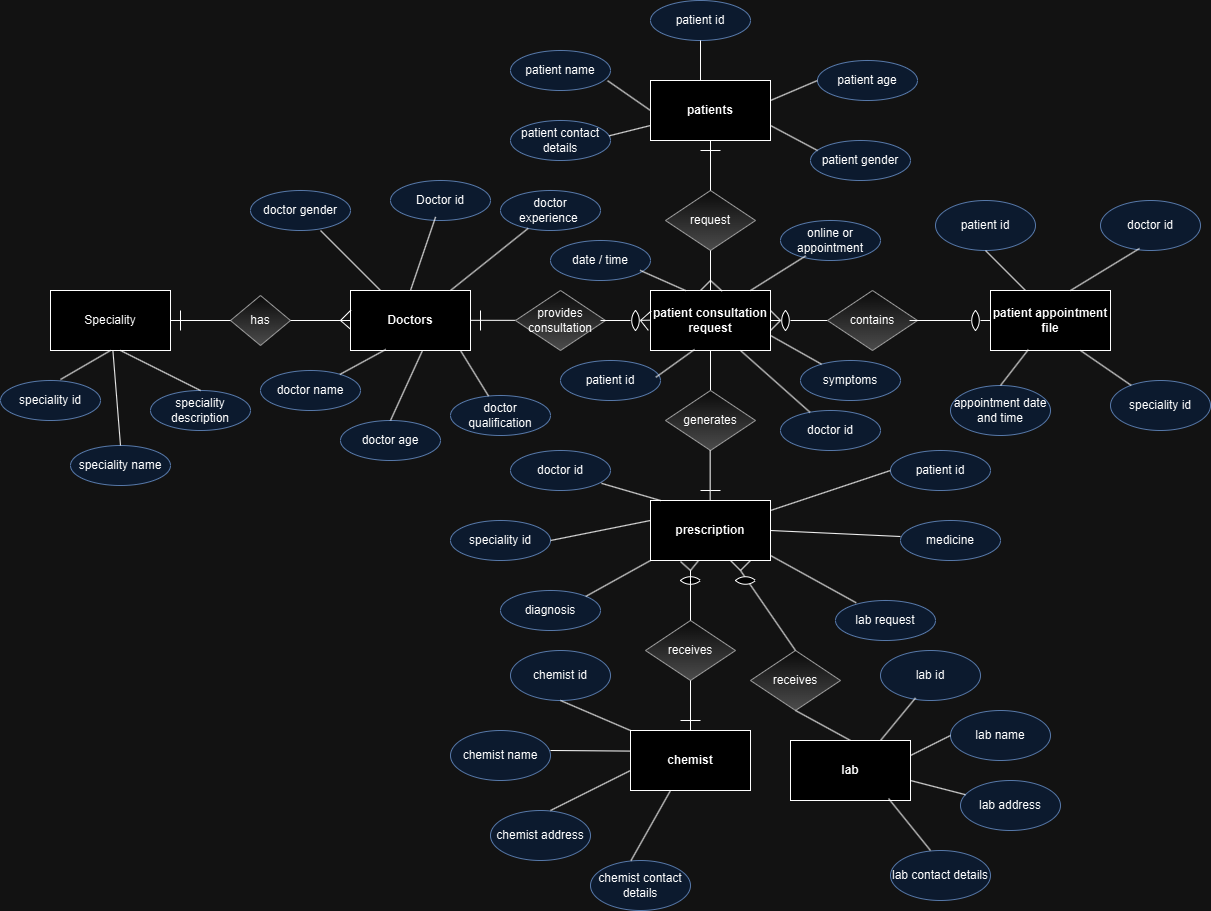 patient id
patient name
patient age
patients
patient contact
details
patient gender
doctor gender
Doctor id
doctor
experience
request
online or
appointment
patient id
doctor id
date / time
Speciality
has
Doctors
provides
consultation
patient consultation
request
contains
patient appointment
file
speciality id
speciality
description
doctor name
patient id
symptoms
appointment date
and time
speciality id
doctor
qualification
generates
doctor id
doctor age
speciality name
doctor id
patient id
prescription
speciality id
medicine
diagnosis
lab request
receives
receives
chemist id
lab id
chemist name
chemist
lab name
lab
lab address
chemist address
chemist contact
details
lab contact details